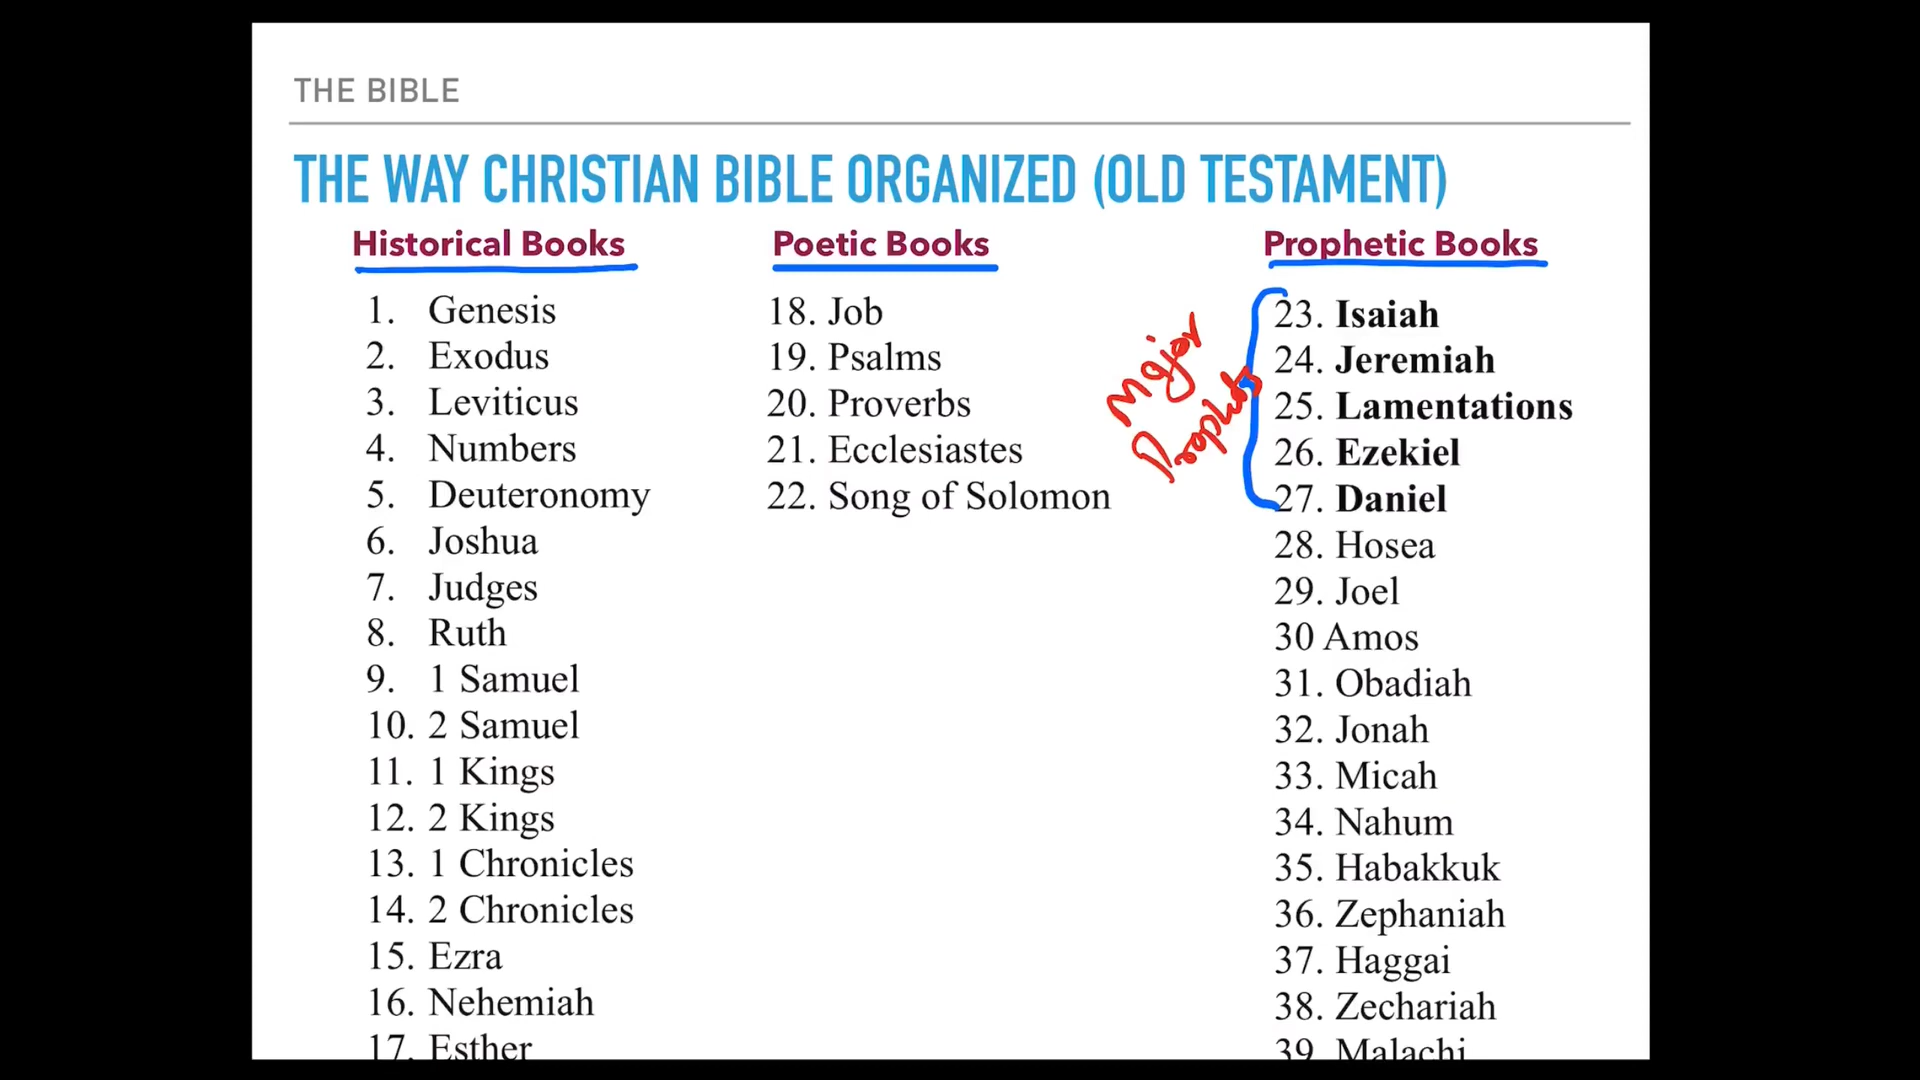 THE BIBLE
THE WAY CHRISTIAN BIBLE ORGANIZED (OLD TESTAMENT)
Historical Books
1. Genesis
2. Exodus
3. Leviticus
4. Numbers
5. Deuteronomy
6. Joshua
7. Judges
8. Ruth
9. 1 Samuel
10. 2 Samuel
11. 1 Kings
12. 2 Kings
13. 1 Chronicles
14. 2 Chronicles
15. Ezra
16. Nehemiah
17. Esther
Poetic Books
18. Job
19. Psalms
20. Proverbs
21. Ecclesiastes
22. Song of Solomon
Major
Prophetic Books
23. Isaiah
24. Jeremiah
25. Lamentations
26. Ezekiel
27. Daniel
28. Hosea
29. Joel
30 Amos
31. Obadiah
32. Jonah
33. Micah
34. Nahum
35. Habakkuk
36. Zephaniah
37. Haggai
38. Zechariah
39. Malachi